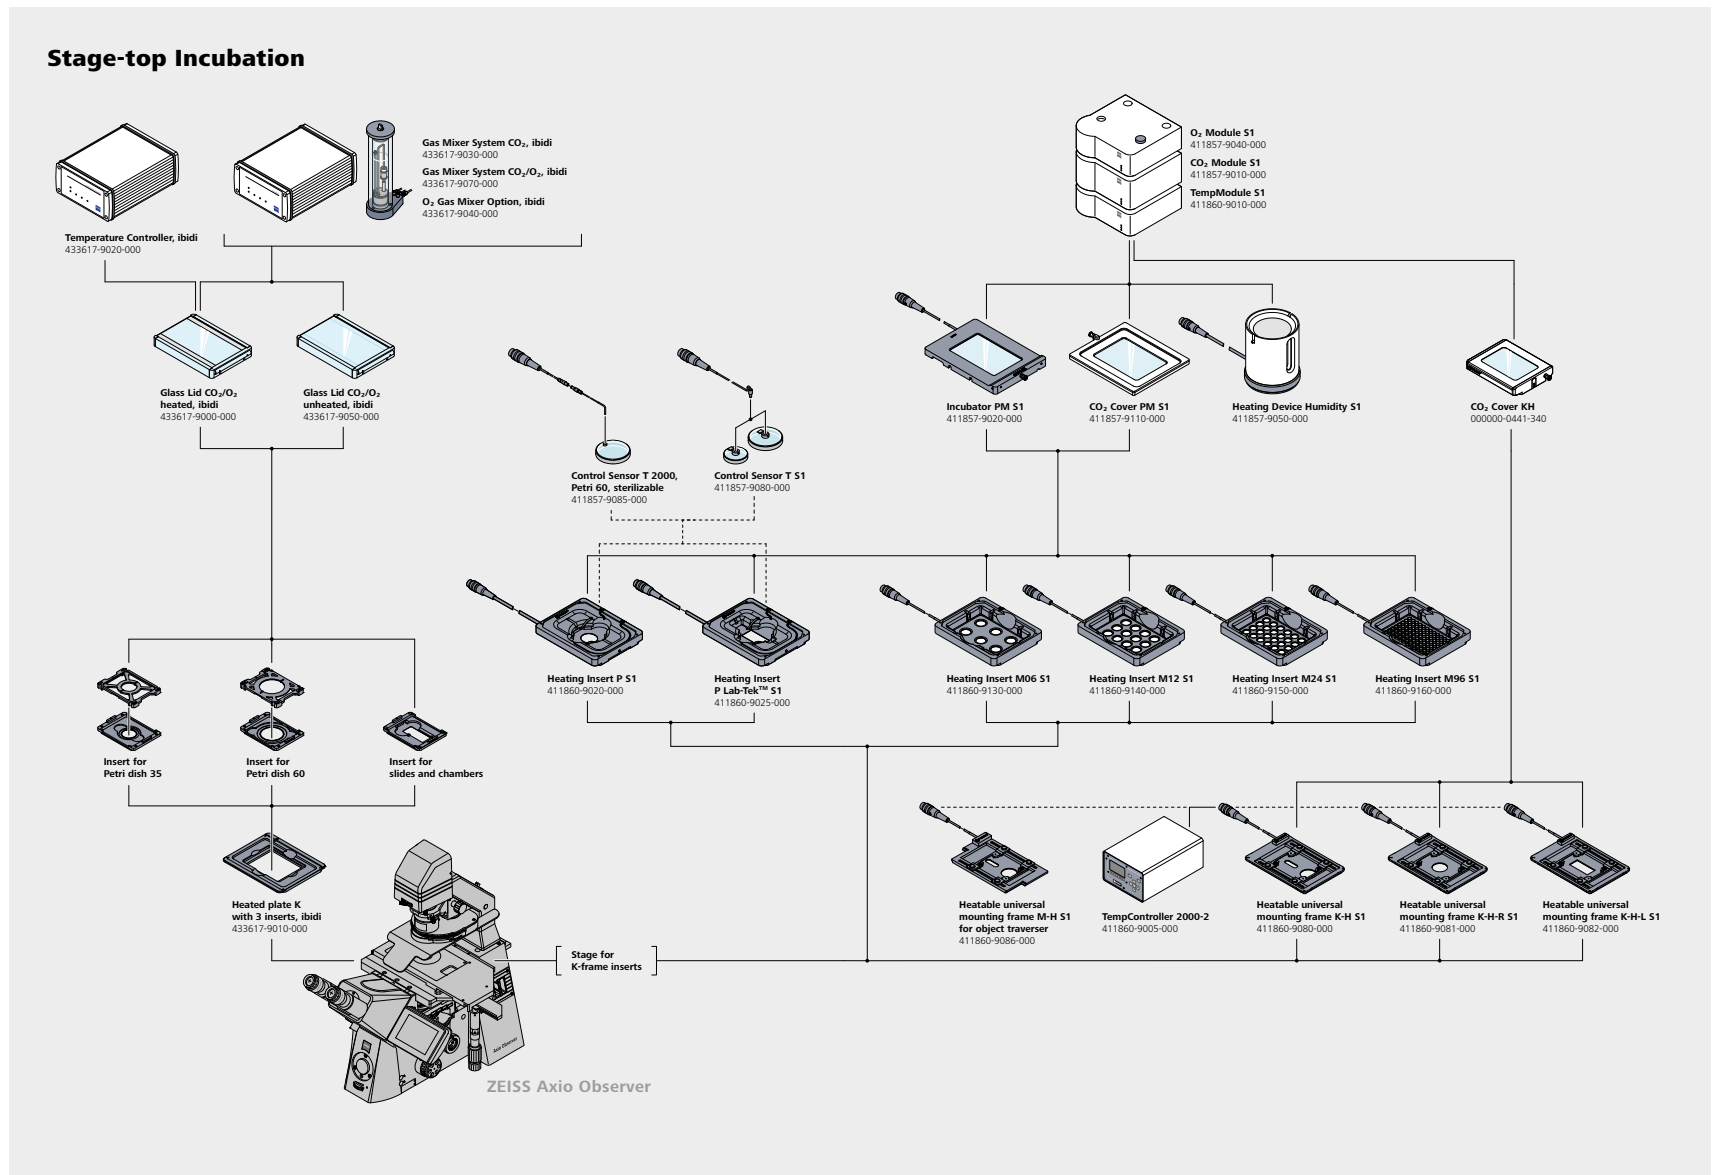 Stage-top Incubation
Gas Mixer System CO₂, ibidi
433617-9030-000
Gas Mixer System CO₂/O₂, ibidi
433617-9070-000
O₂ Gas Mixer Option, ibidi
433617-9040-000
Temperature Controller, ibidi
433617-9020-000
O₂ Module S1
411857-9040-000
CO₂ Module S1
411857-9010-000
TempModule S1
411860-9010-000
Glass Lid CO₂/O₂
heated, ibidi
433617-9000-000
Glass Lid CO₂/O₂
unheated, ibidi
433617-9050-000
Control Sensor T 2000,
Petri 60, sterilizable
411857-9085-000
Control Sensor T S1
411857-9080-000
Incubator PM S1
411857-9020-000
CO₂ Cover PM S1
411857-9110-000
Heating Device Humidity S1
411857-9050-000
CO₂ Cover KH
000000-0441-340
Heating Insert P S1
411860-9020-000
Heating Insert
P Lab-Tek™ S1
411860-9025-000
Heating Insert M06 S1
411860-9130-000
Heating Insert M12 S1
411860-9140-000
Heating Insert M24 S1
411860-9150-000
Heating Insert M96 S1
411860-9160-000
Insert for
Petri dish 35
Insert for
Petri dish 60
Insert for
slides and chambers
Heated plate K
with 3 inserts, ibidi
433617-9010-000
Heatable universal
mounting frame M-H S1
for object traverser
411860-9086-000
TempController 2000-2
411860-9005-000
Heatable universal
mounting frame K-H S1
411860-9080-000
Heatable universal
mounting frame K-H-R S1
411860-9081-000
Heatable universal
mounting frame K-H-L S1
411860-9082-000
Stage for
K-frame inserts
Axio Observer
ZEISS Axio Observer